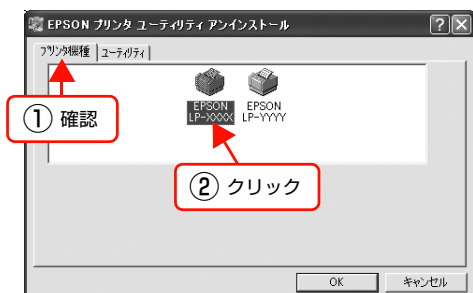 EPSON プリンタ ユーティリティ アンインストール
プリンタ機種 ユーティリティ
EPSON LP-XXXX
EPSON LP-YYYY
① 確認
② クリック
OK キャンセル